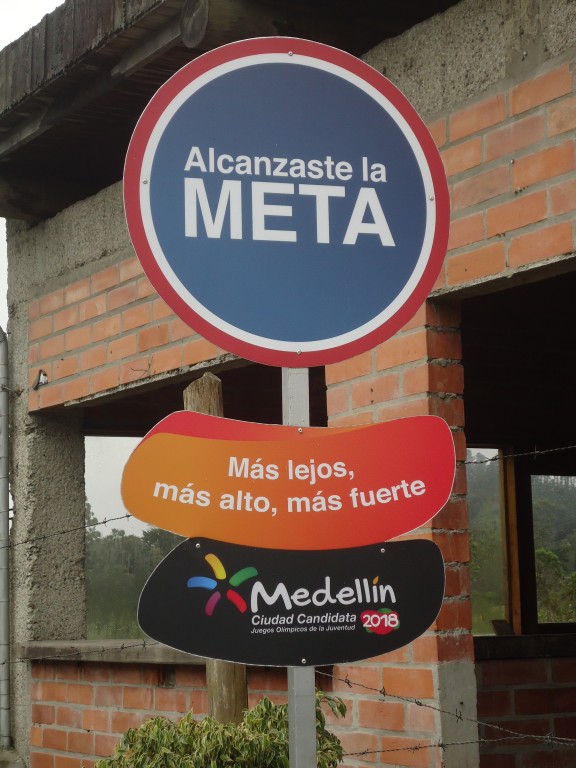 Alcanzaste la
META
Más lejos,
más alto, más fuerte
Medellín
Ciudad Candidata
2018
Juegos Olímpicos de la Juventud